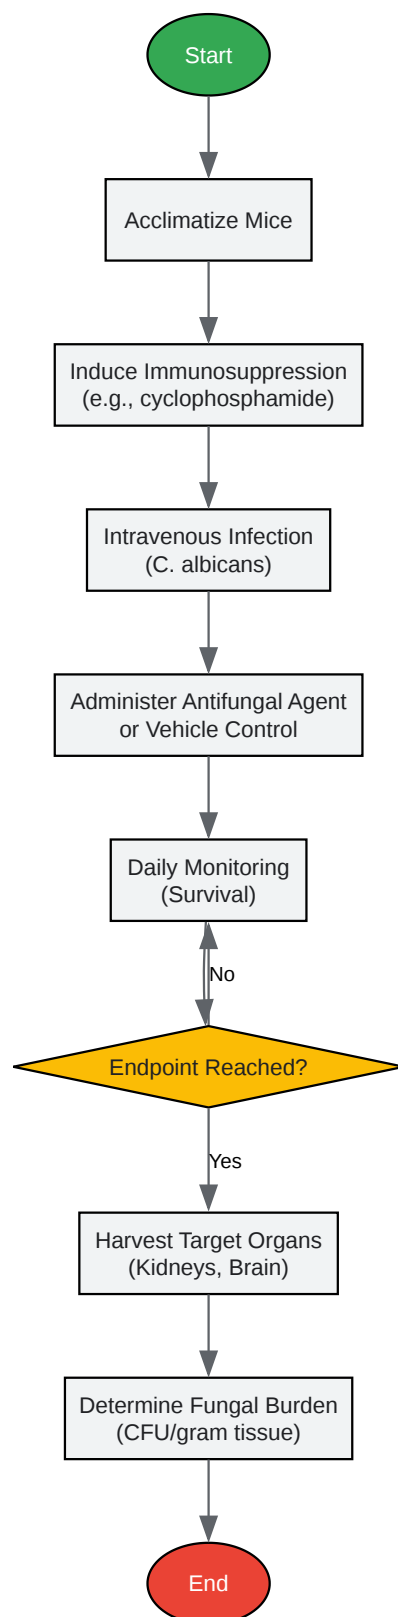 Start
Acclimatize Mice
Induce Immunosuppression
(e.g., cyclophosphamide)
Intravenous Infection
(C. albicans)
Administer Antifungal Agent
or Vehicle Control
Daily Monitoring
(Survival)
No
Endpoint Reached?
Yes
Harvest Target Organs
(Kidneys, Brain)
Determine Fungal Burden
(CFU/gram tissue)
End